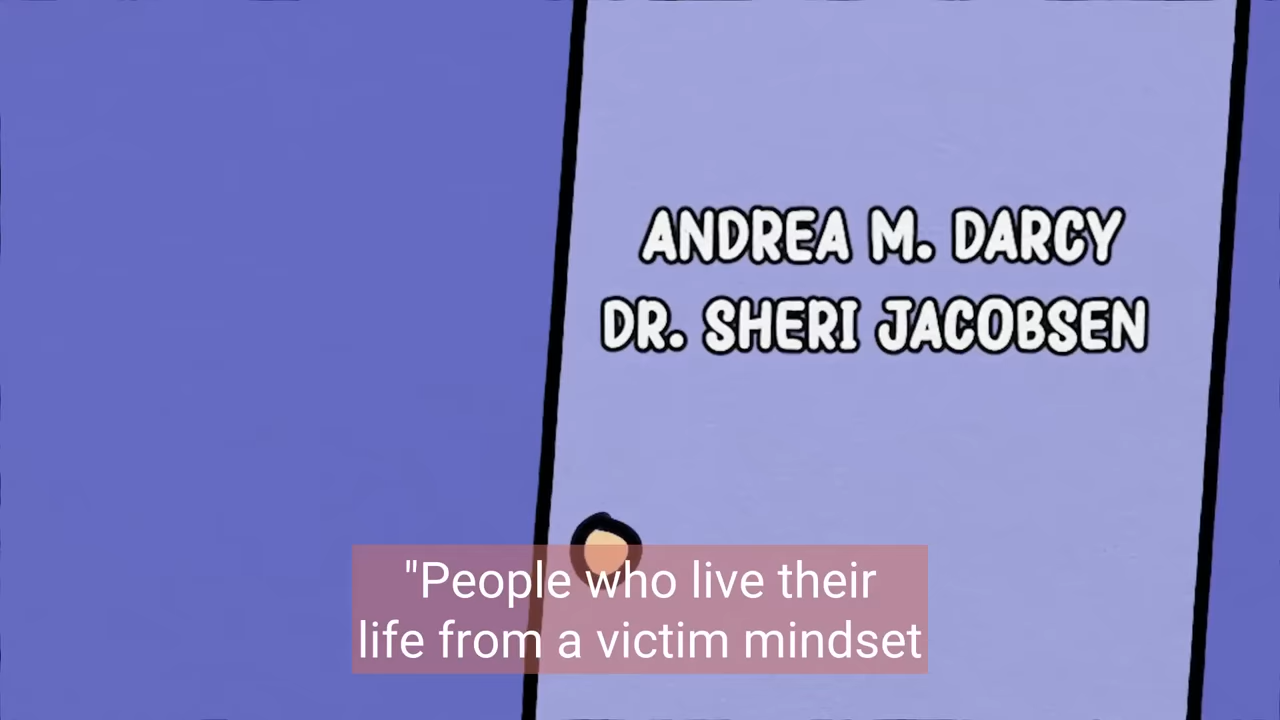 ANDREA M. DARCY
DR. SHERI JACOBSEN
"People who live their
life from a victim mindset